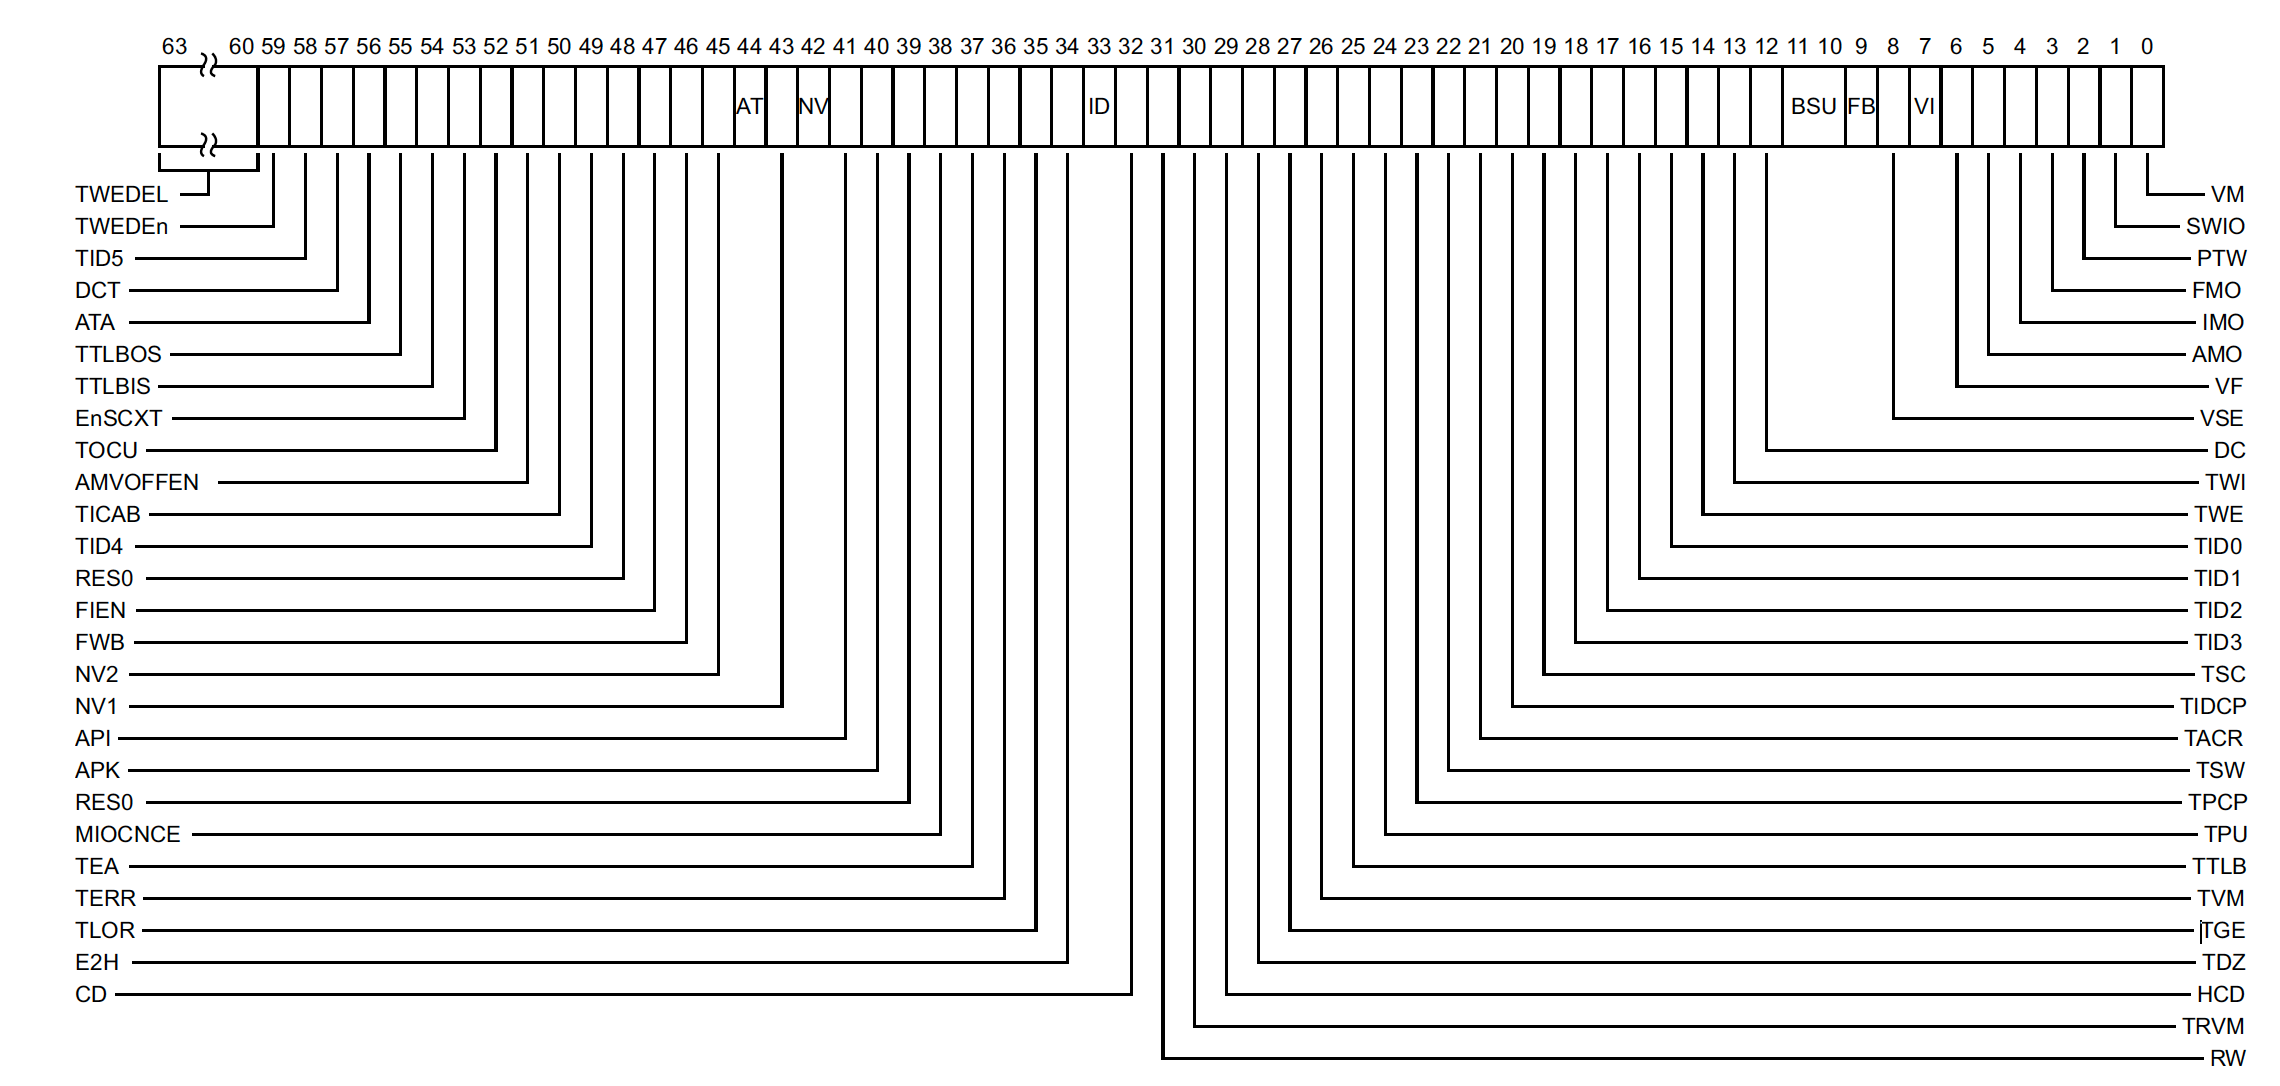 63 60 59 58 57 56 55 54 53 52 51 50 49 48 47 46 45 44 43 42 41 40 39 38 37 36 35 34 33 32 31 30 29 28 27 26 25 24 23 22 21 20 19 18 17 16 15 14 13 12 11 10 9 8 7 6 5 4 3 2 1 0
AT NV ID BSU FB VI
TWEDEL VM
TWEDEn SWIO
TID5 PTW
DCT FMO
ATA IMO
TTLBOS AMO
TTLBIS VF
EnSCXT VSE
TOCU DC
AMVOFFEN TWI
TICAB TWE
TID4 TID0
RES0 TID1
FIEN TID2
FWB TID3
NV2 TSC
NV1 TIDCP
API TACR
APK TSW
RES0 TPCP
MIOCNCE TPU
TEA TTLB
TERR TVM
TLOR TGE
E2H TDZ
CD HCD
TRVM
RW